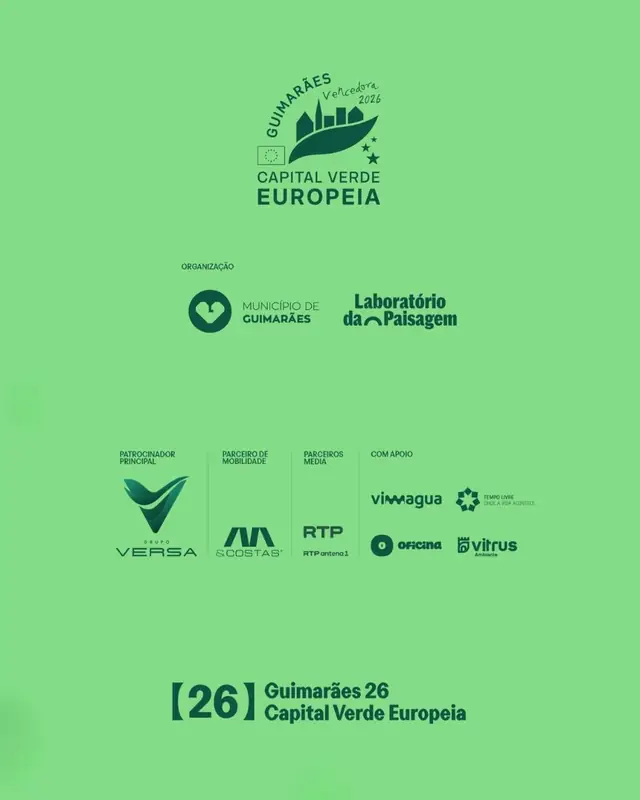 GUIMARÃES
Vencedora
2026
CAPITAL VERDE
EUROPEIA
ORGANIZAÇÃO
MUNICÍPIO DE
GUIMARÃES
Laboratório
da Paisagem
PATROCINADOR
PRINCIPAL
GRUPO
VERSA
PARCEIRO DE
MOBILIDADE
&COSTAS
PARCEIROS
MEDIA
RTP
RTP antena 1
COM APOIO
vimagua
TEMPO LIVRE
oficina
vitrus
Ambiente
[26]
Guimarães 26
Capital Verde Europeia